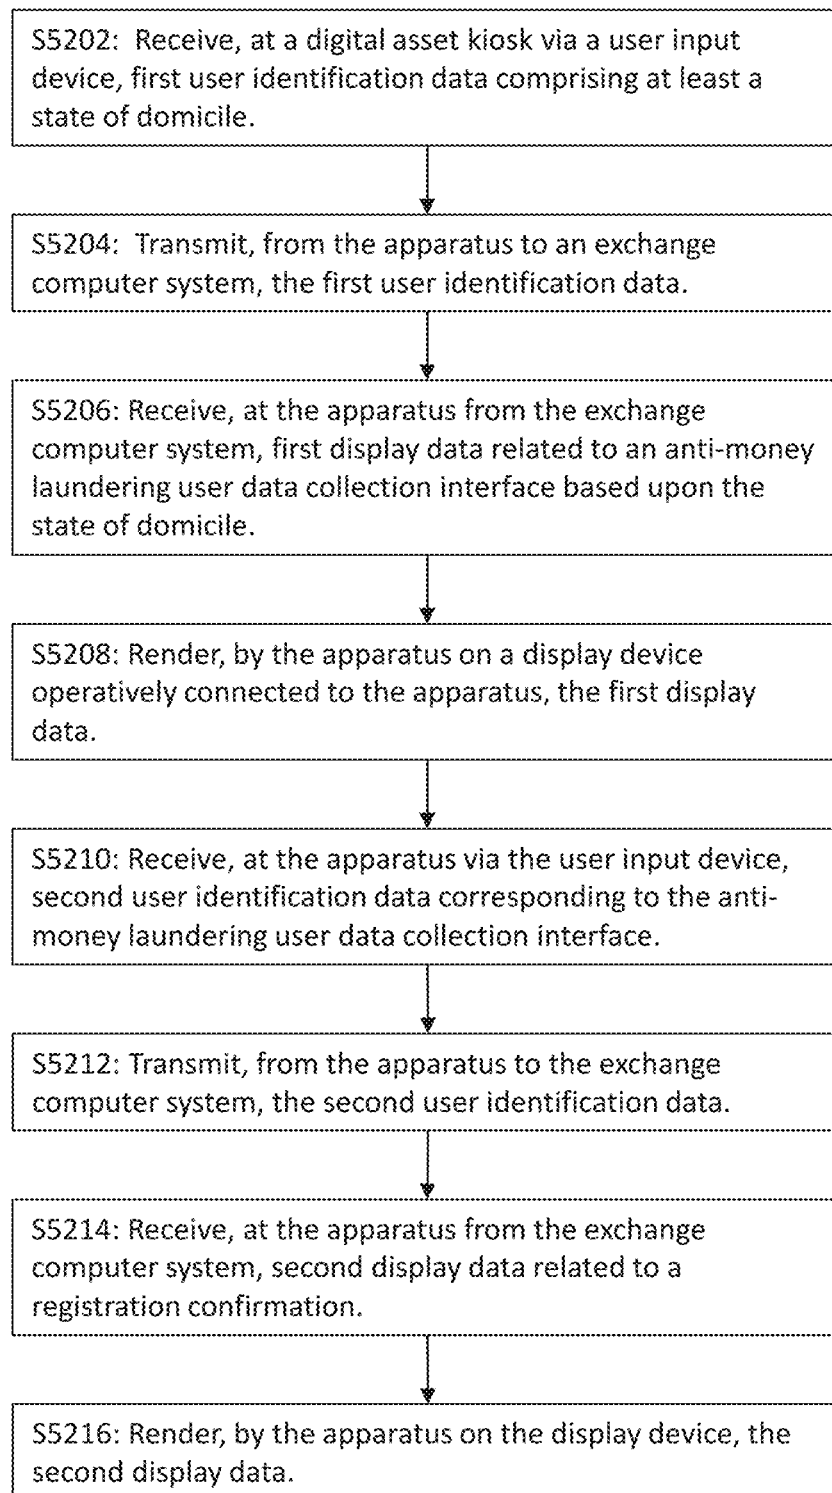 S5202: Receive, at a digital asset kiosk via a user input
device, first user identification data comprising at least a
state of domicile.
S5204: Transmit, from the apparatus to an exchange
computer system, the first user identification data.
S5206: Receive, at the apparatus from the exchange
computer system, first display data related to an anti-money
laundering user data collection interface based upon the
state of domicile.
S5208: Render, by the apparatus on a display device
operatively connected to the apparatus, the first display
data.
S5210: Receive, at the apparatus via the user input device,
second user identification data corresponding to the anti-
money laundering user data collection interface.
S5212: Transmit, from the apparatus to the exchange
computer system, the second user identification data.
S5214: Receive, at the apparatus from the exchange
computer system, second display data related to a
registration confirmation.
S5216: Render, by the apparatus on the display device, the
second display data.